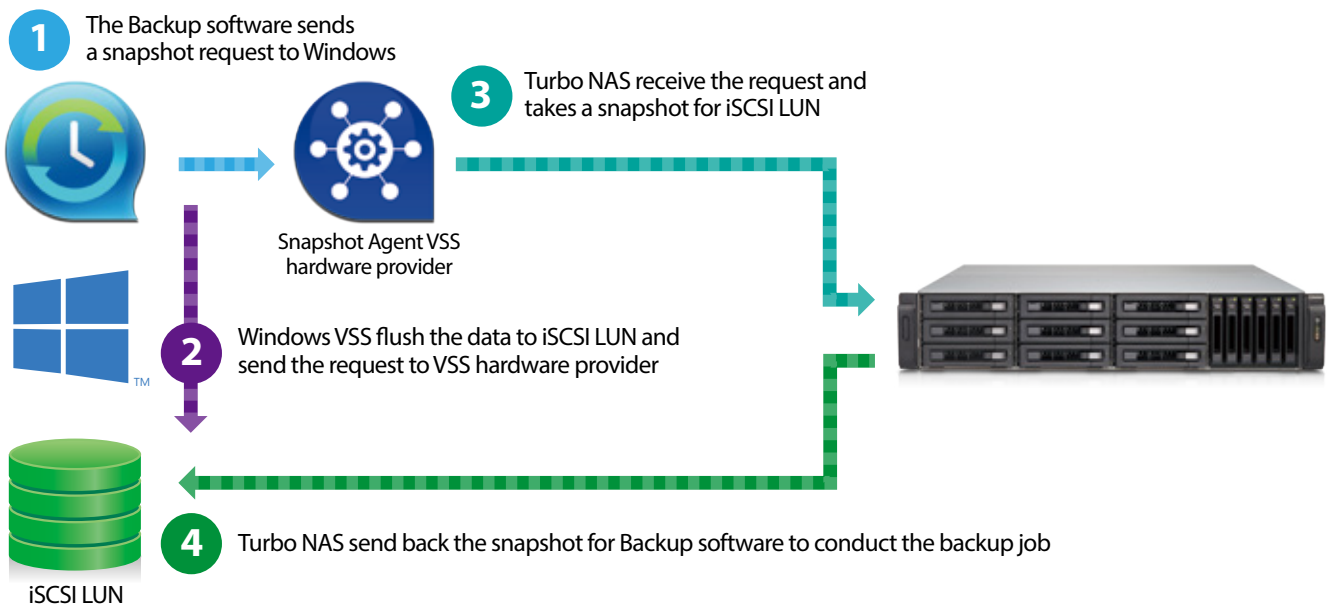 1
The Backup software sends
a snapshot request to Windows
3
Turbo NAS receive the request and
takes a snapshot for iSCSI LUN
Snapshot Agent VSS
hardware provider
TM
2
Windows VSS flush the data to iSCSI LUN and
send the request to VSS hardware provider
4
Turbo NAS send back the snapshot for Backup software to conduct the backup job
iSCSI LUN